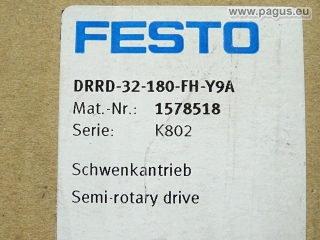 www.pagus.eu
FESTO
DRRD-32-180-FH-Y9A
Mat.-Nr.: 1578518
Serie: K802
Schwenkantrieb
Semi-rotary drive